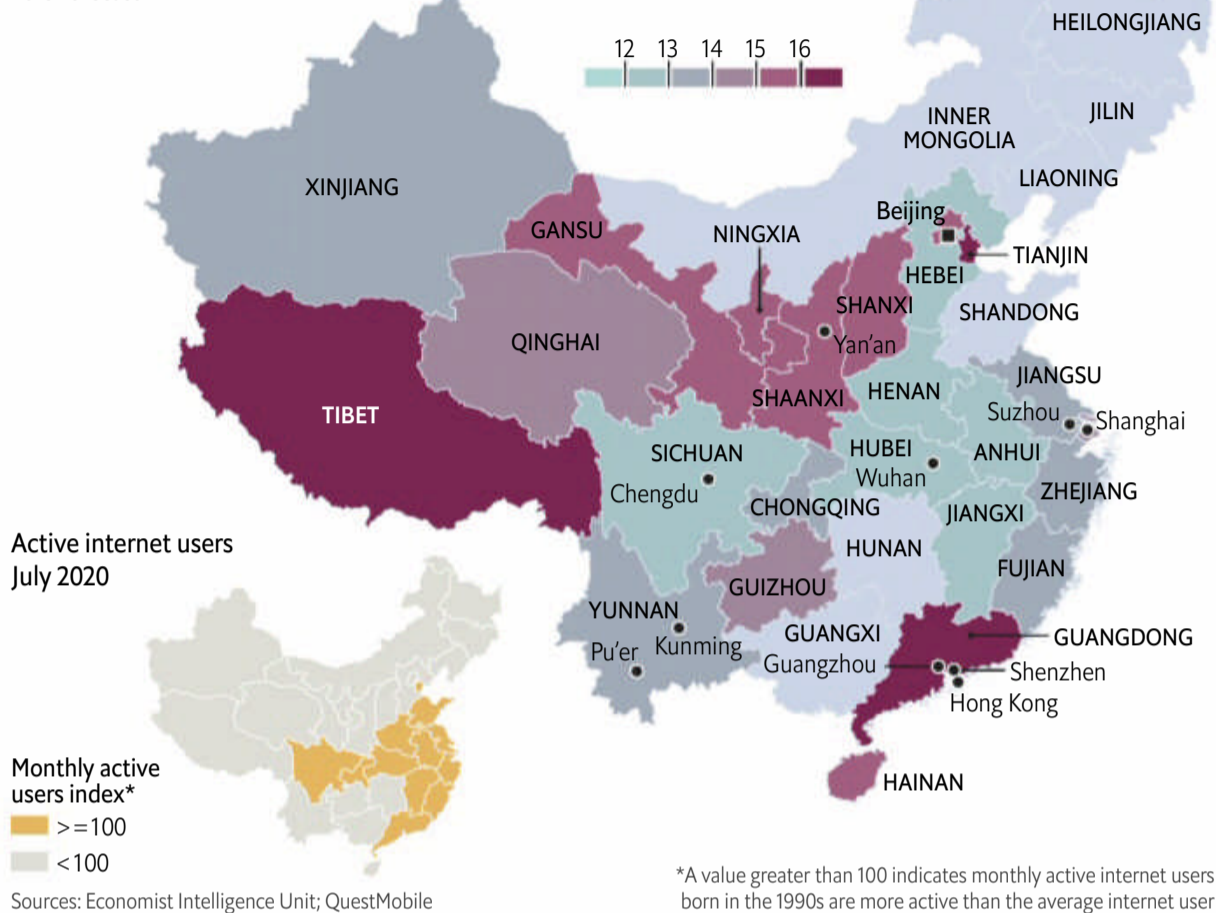 HEILONGJIANG
12 13 14 15 16
JILIN
INNER
MONGOLIA
LIAONING
XINJIANG
Beijing
GANSU
NINGXIA
TIANJIN
HEBEI
SHANXI
SHANDONG
QINGHAI
Yan’an
JIANGSU
SHAANXI
HENAN
TIBET
Suzhou
Shanghai
SICHUAN
HUBEI
ANHUI
Wuhan
Chengdu
ZHEJIANG
CHONGQING
JIANGXI
Active internet users
July 2020
HUNAN
FUJIAN
GUIZHOU
YUNNAN
GUANGXI
GUANGDONG
Pu’er
Kunming
Guangzhou
Shenzhen
Hong Kong
HAINAN
Monthly active
users index*
>=100
<100
*A value greater than 100 indicates monthly active internet users
born in the 1990s are more active than the average internet user
Sources: Economist Intelligence Unit; QuestMobile